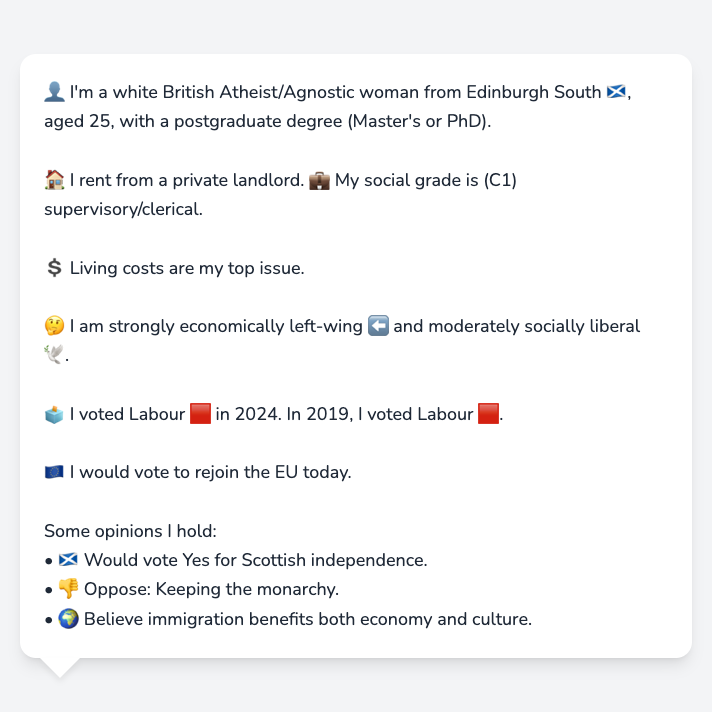 👤 I'm a white British Atheist/Agnostic woman from Edinburgh South 🏴󠁧󠁢󠁳󠁣󠁴󠁿,
aged 25, with a postgraduate degree (Master's or PhD).
🏠 I rent from a private landlord. 💼 My social grade is (C1)
supervisory/clerical.
💲 Living costs are my top issue.
🤔 I am strongly economically left-wing ⬅️ and moderately socially liberal
🕊️.
🗳️ I voted Labour 🟥 in 2024. In 2019, I voted Labour 🟥.
🇪🇺 I would vote to rejoin the EU today.
Some opinions I hold:
• 🏴󠁧󠁢󠁳󠁣󠁴󠁿 Would vote Yes for Scottish independence.
• 👎 Oppose: Keeping the monarchy.
• 🌍 Believe immigration benefits both economy and culture.